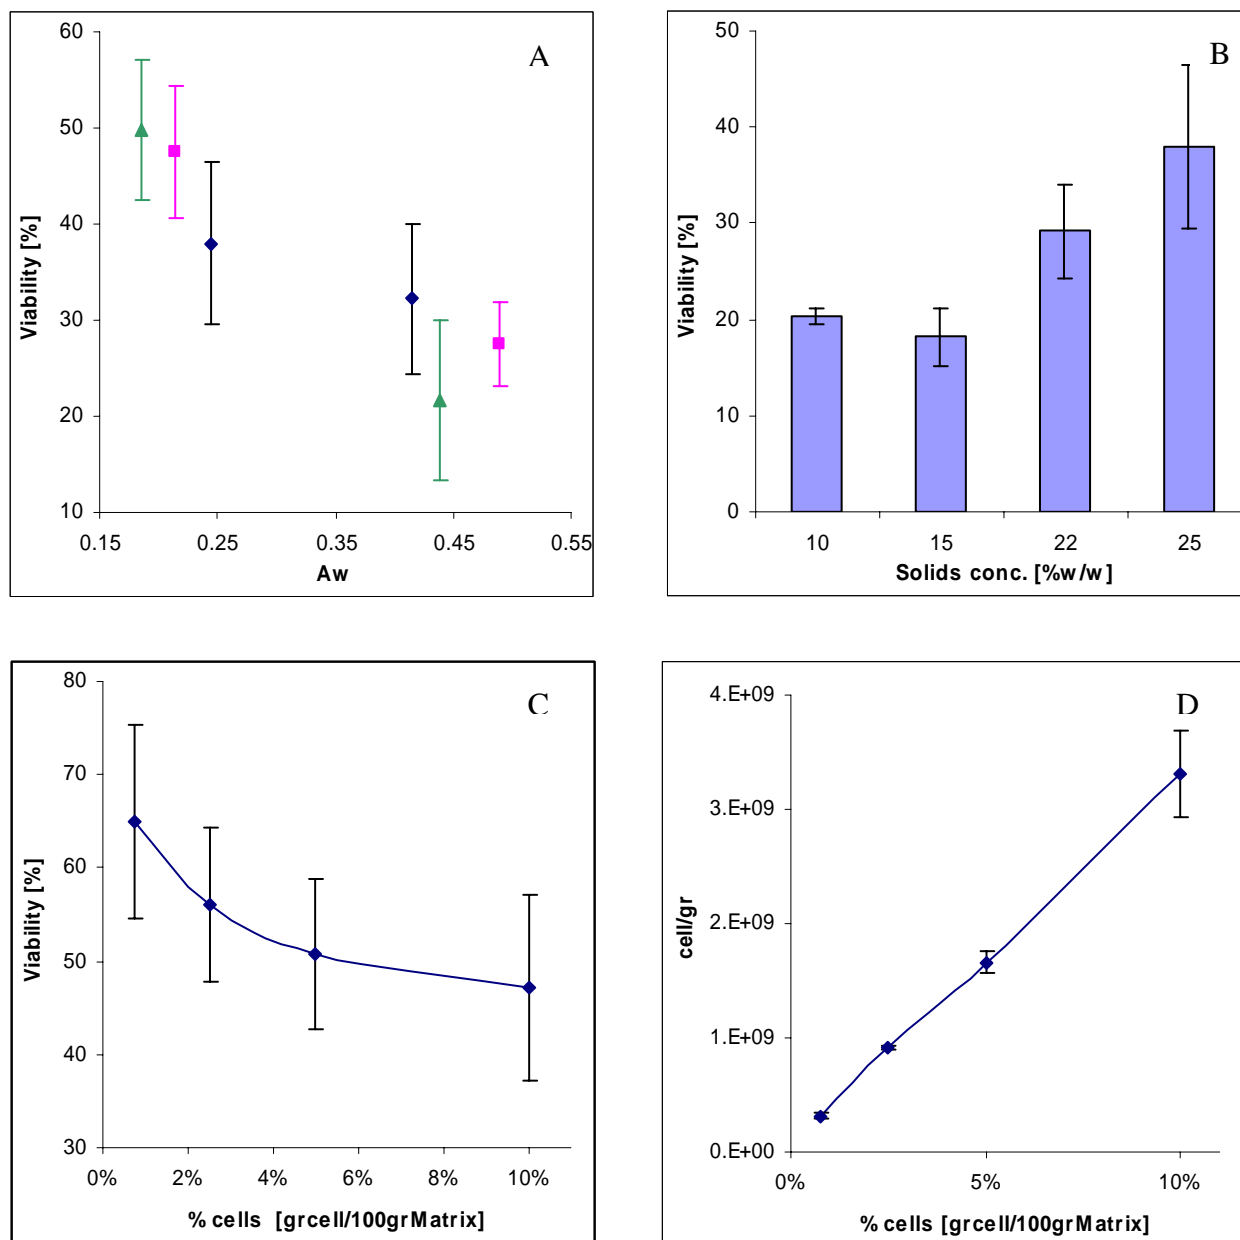 A
60
50
40
30
20
10
Viability [%]
0.15 0.25 0.35 0.45 0.55
Aw
B
50
40
30
20
10
0
Viability [%]
10 15 22 25
Solids conc. [%w/w]
C
80
70
60
50
40
30
Viability [%]
0% 2% 4% 6% 8% 10%
% cells [grcell/100grMatrix]
D
4.E+09
3.E+09
2.E+09
1.E+09
0.E+00
cell/gr
0% 5% 10%
% cells [grcell/100grMatrix]